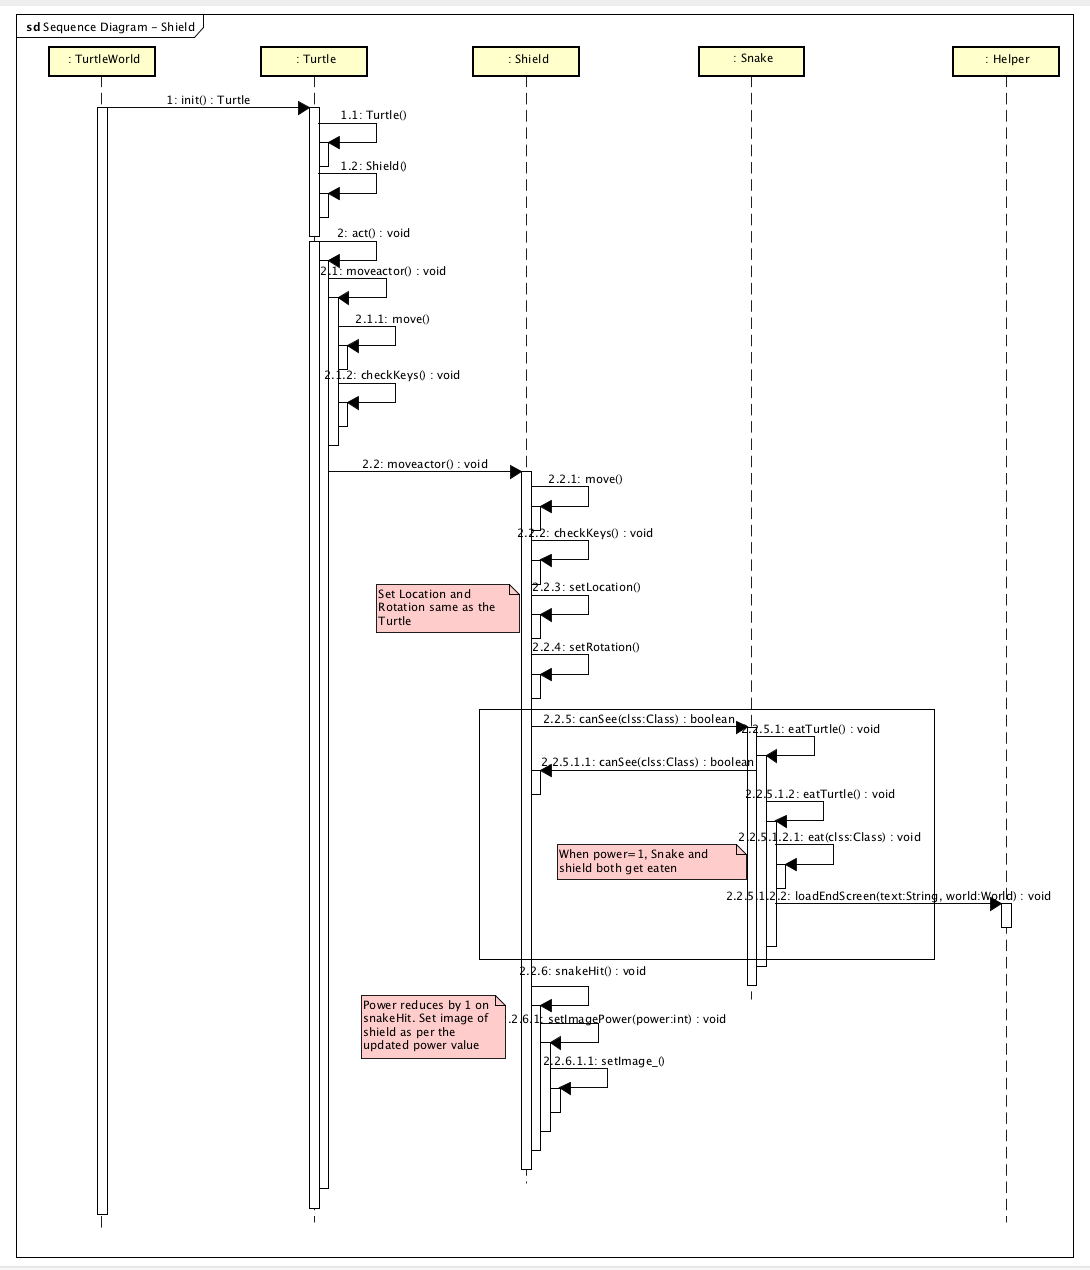 sd Sequence Diagram - Shield
: TurtleWorld
: Turtle
: Shield
: Snake
: Helper
1: init() : Turtle
1.1: Turtle()
1.2: Shield()
2: act() : void
2.1: moveactor() : void
2.1.1: move()
2.1.2: checkKeys() : void
2.2: moveactor() : void
2.2.1: move()
2.2.2: checkKeys() : void
2.2.3: setLocation()
Set Location and
Rotation same as the
Turtle
2.2.4: setRotation()
2.2.5: canSee(clss:Class) : boolean
2.2.5.1: eatTurtle() : void
2.2.5.1.1: canSee(clss:Class) : boolean
2.2.5.1.2: eatTurtle() : void
2.2.5.1.2.1: eat(clss:Class) : void
When power=1, Snake and
shield both get eaten
2.2.5.1.2.2: loadEndScreen(text:String, world:World) : void
2.2.6: snakeHit() : void
Power reduces by 1 on
snakeHit. Set image of
shield as per the
updated power value
.2.6.1: setImagePower(power:int) : void
2.2.6.1.1: setImage_()